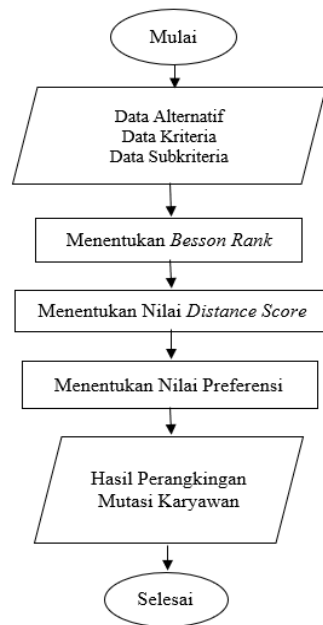 Mulai
Data Alternatif
Data Kriteria
Data Subkriteria
Menentukan Besson Rank
Menentukan Nilai Distance Score
Menentukan Nilai Preferensi
Hasil Perangkingan
Mutasi Karyawan
Selesai